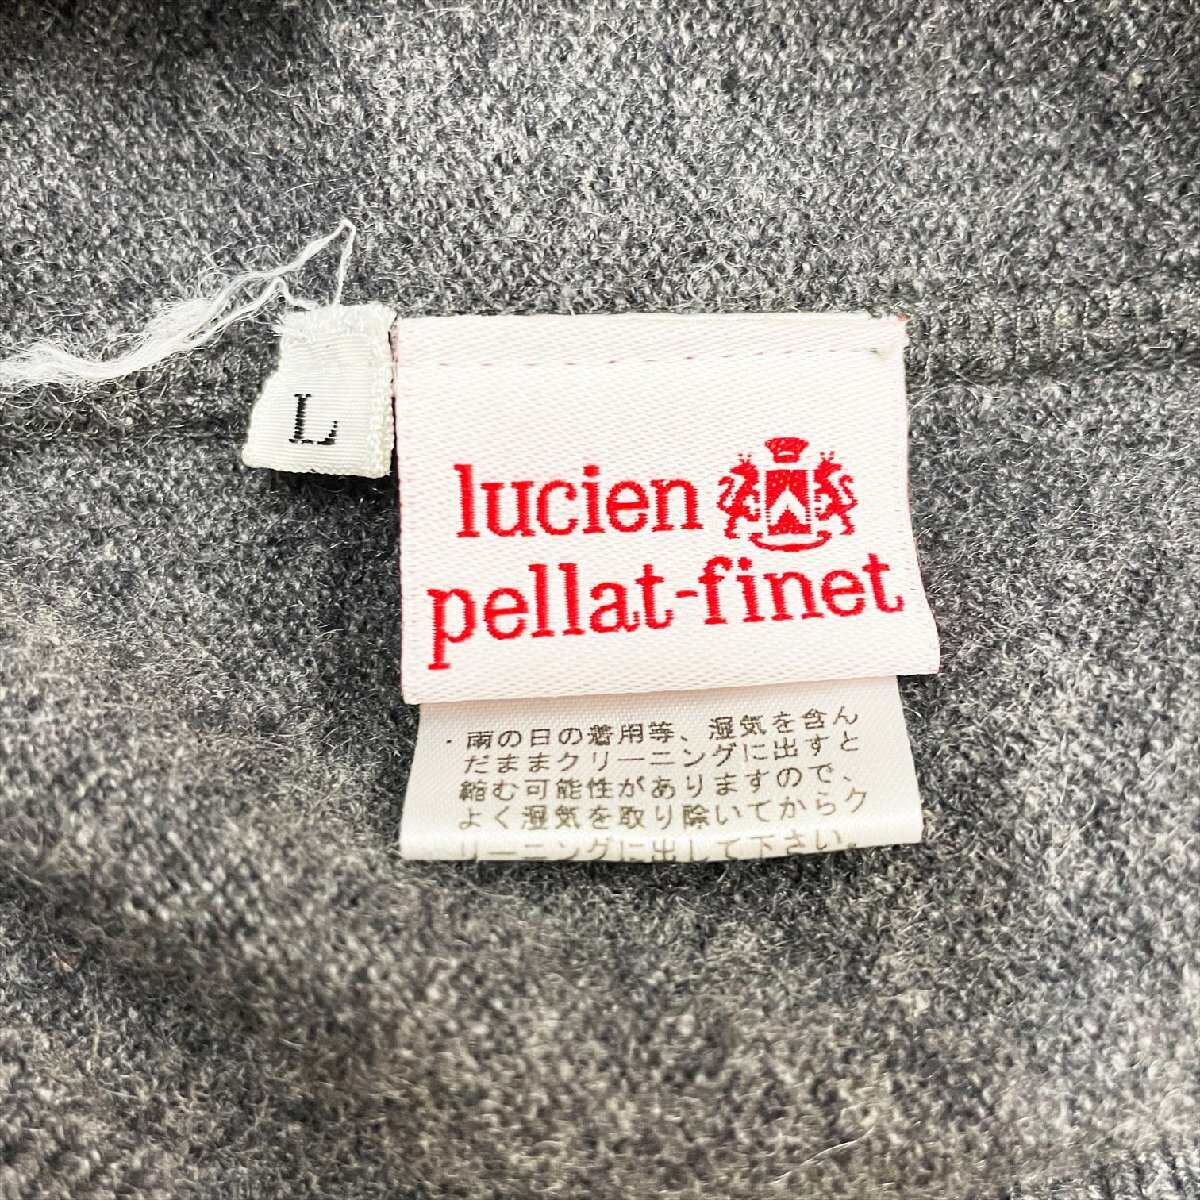 L
lucien
pellat-finet
・雨の日の着用等、湿気を含ん
だままクリーニングに出すと
縮む可能性がありますので、
よく湿気を取り除いてからク
リーニングに出して下さい。